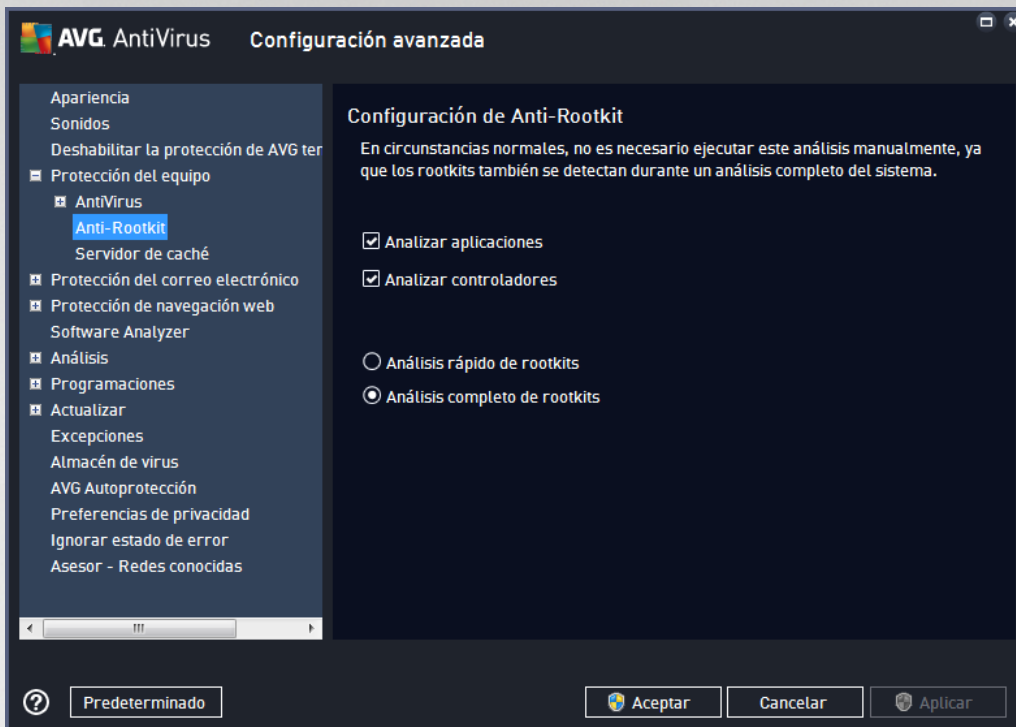 AVG. AntiVirus Configuración avanzada
Apariencia
Sonidos
Deshabilitar la protección de AVG ter
Protección del equipo
AntiVirus
Anti-Rootkit
Servidor de caché
Protección del correo electrónico
Protección de navegación web
Software Analyzer
Análisis
Programaciones
Actualizar
Excepciones
Almacén de virus
AVG Autoprotección
Preferencias de privacidad
Ignorar estado de error
Asesor - Redes conocidas
Configuración de Anti-Rootkit
En circunstancias normales, no es necesario ejecutar este análisis manualmente, ya
que los rootkits también se detectan durante un análisis completo del sistema.
Analizar aplicaciones
Analizar controladores
Análisis rápido de rootkits
Análisis completo de rootkits
? Predeterminado Aceptar Cancelar Aplicar